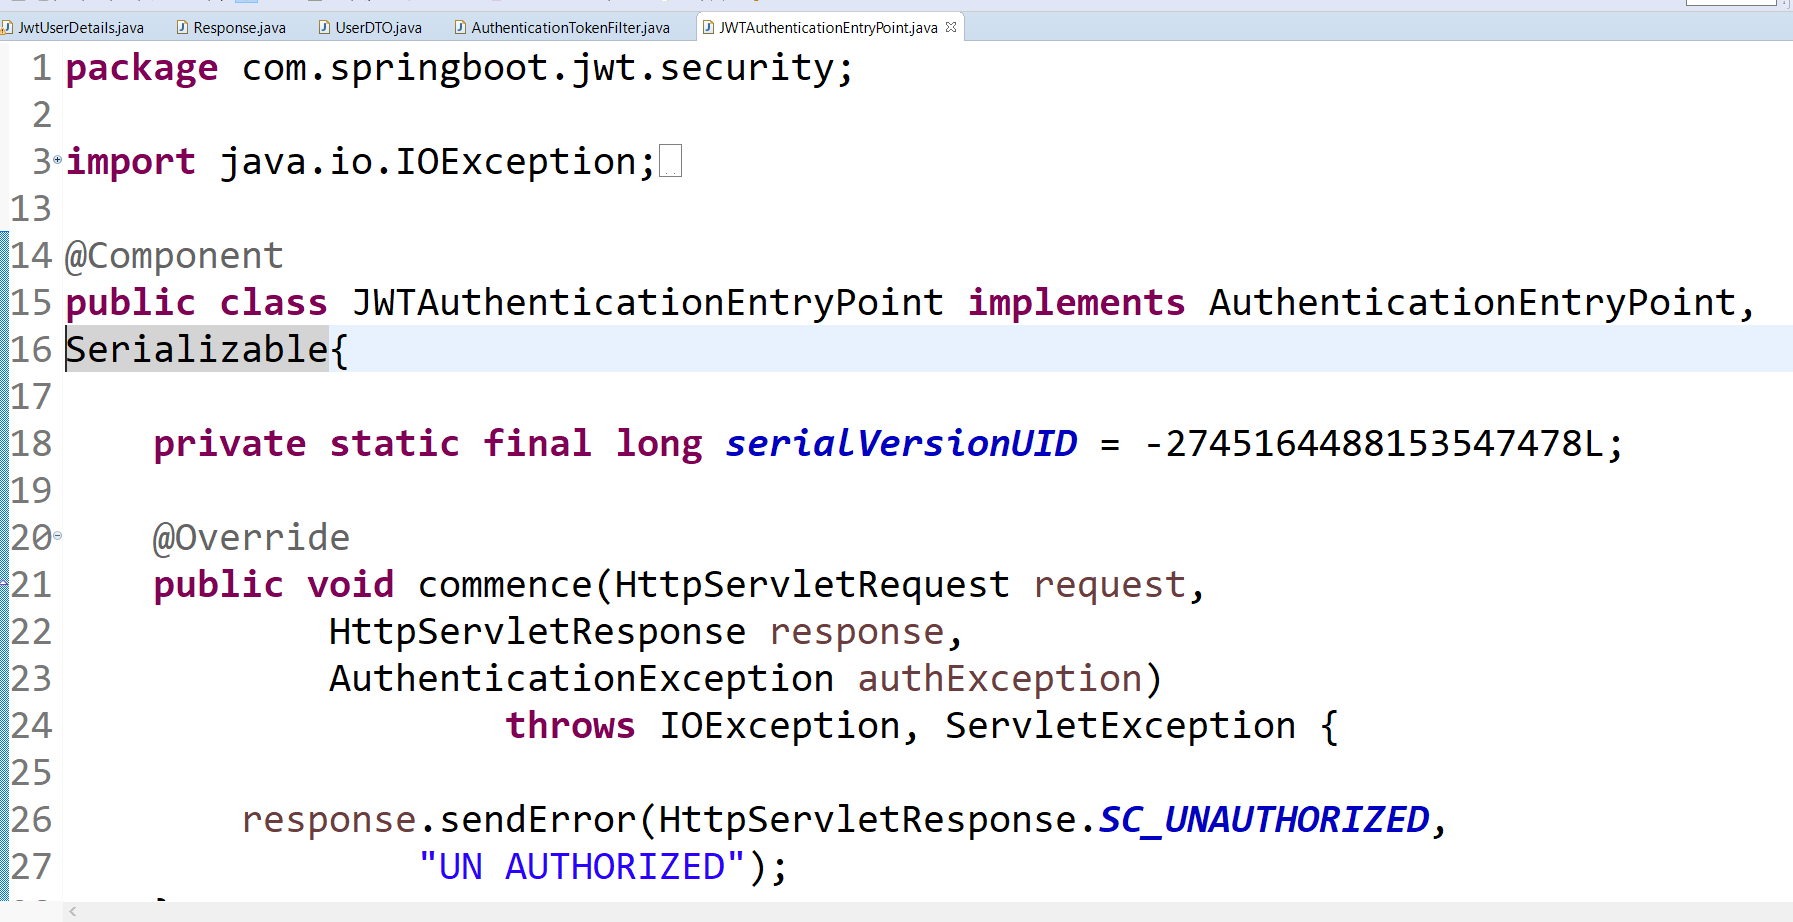 JwtUserDetails.java Response.java UserDTO.java AuthenticationTokenFilter.java JWTAuthenticationEntryPoint.java
1 package com.springboot.jwt.security;
2
3 import java.io.IOException;
13
14 @Component
15 public class JWTAuthenticationEntryPoint implements AuthenticationEntryPoint,
16 Serializable{
17
18 private static final long serialVersionUID = -2745164488153547478L;
19
20 @Override
21 public void commence(HttpServletRequest request,
22 HttpServletResponse response,
23 AuthenticationException authException)
24 throws IOException, ServletException {
25
26 response.sendError(HttpServletResponse.SC_UNAUTHORIZED,
27 "UN AUTHORIZED");